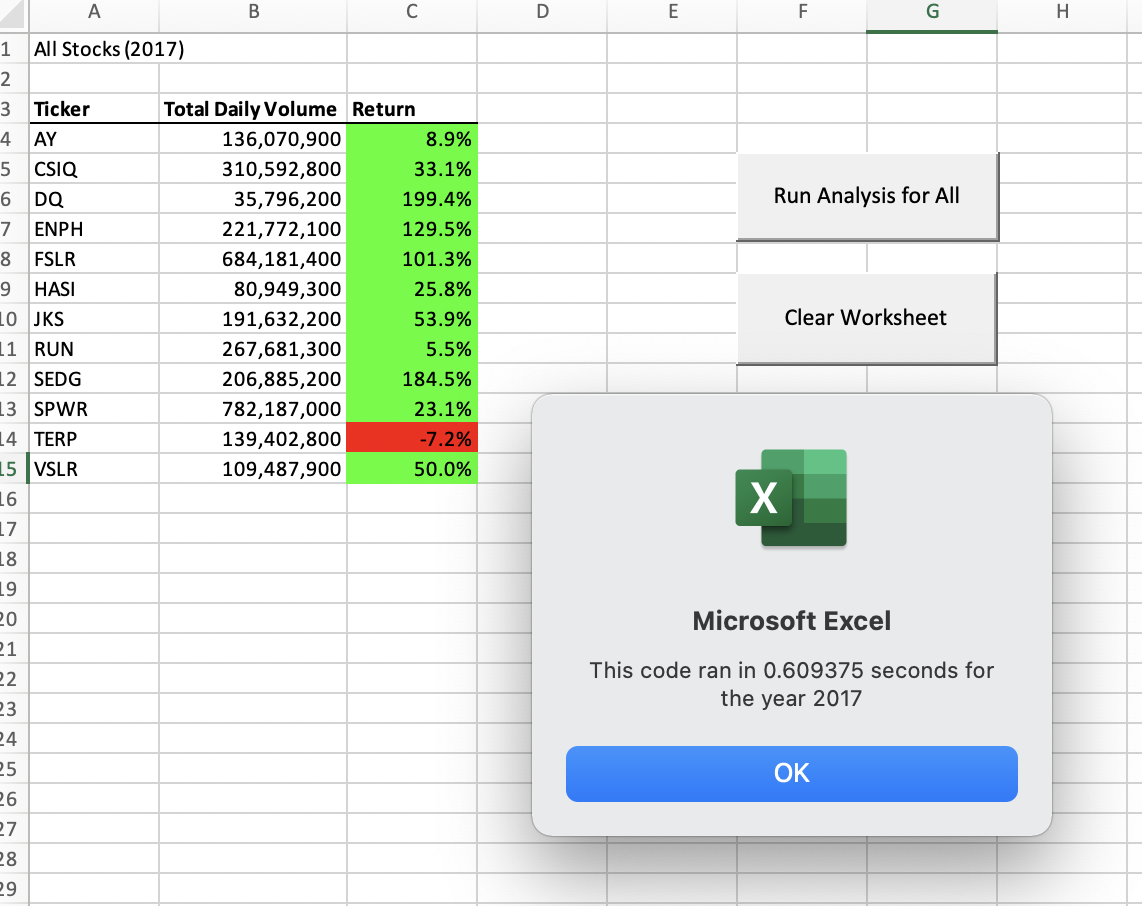 A B C D E F G H
1 All Stocks (2017)
2
3 Ticker Total Daily Volume Return
4 AY 136,070,900 8.9%
5 CSIQ 310,592,800 33.1%
6 DQ 35,796,200 199.4%
7 ENPH 221,772,100 129.5%
8 FSLR 684,181,400 101.3%
9 HASI 80,949,300 25.8%
10 JKS 191,632,200 53.9%
11 RUN 267,681,300 5.5%
12 SEDG 206,885,200 184.5%
13 SPWR 782,187,000 23.1%
14 TERP 139,402,800 -7.2%
15 VSLR 109,487,900 50.0%
16
17
18
19
20
21
22
23
24
25
26
27
28
29
Run Analysis for All
Clear Worksheet
X
Microsoft Excel
This code ran in 0.609375 seconds for
the year 2017
OK